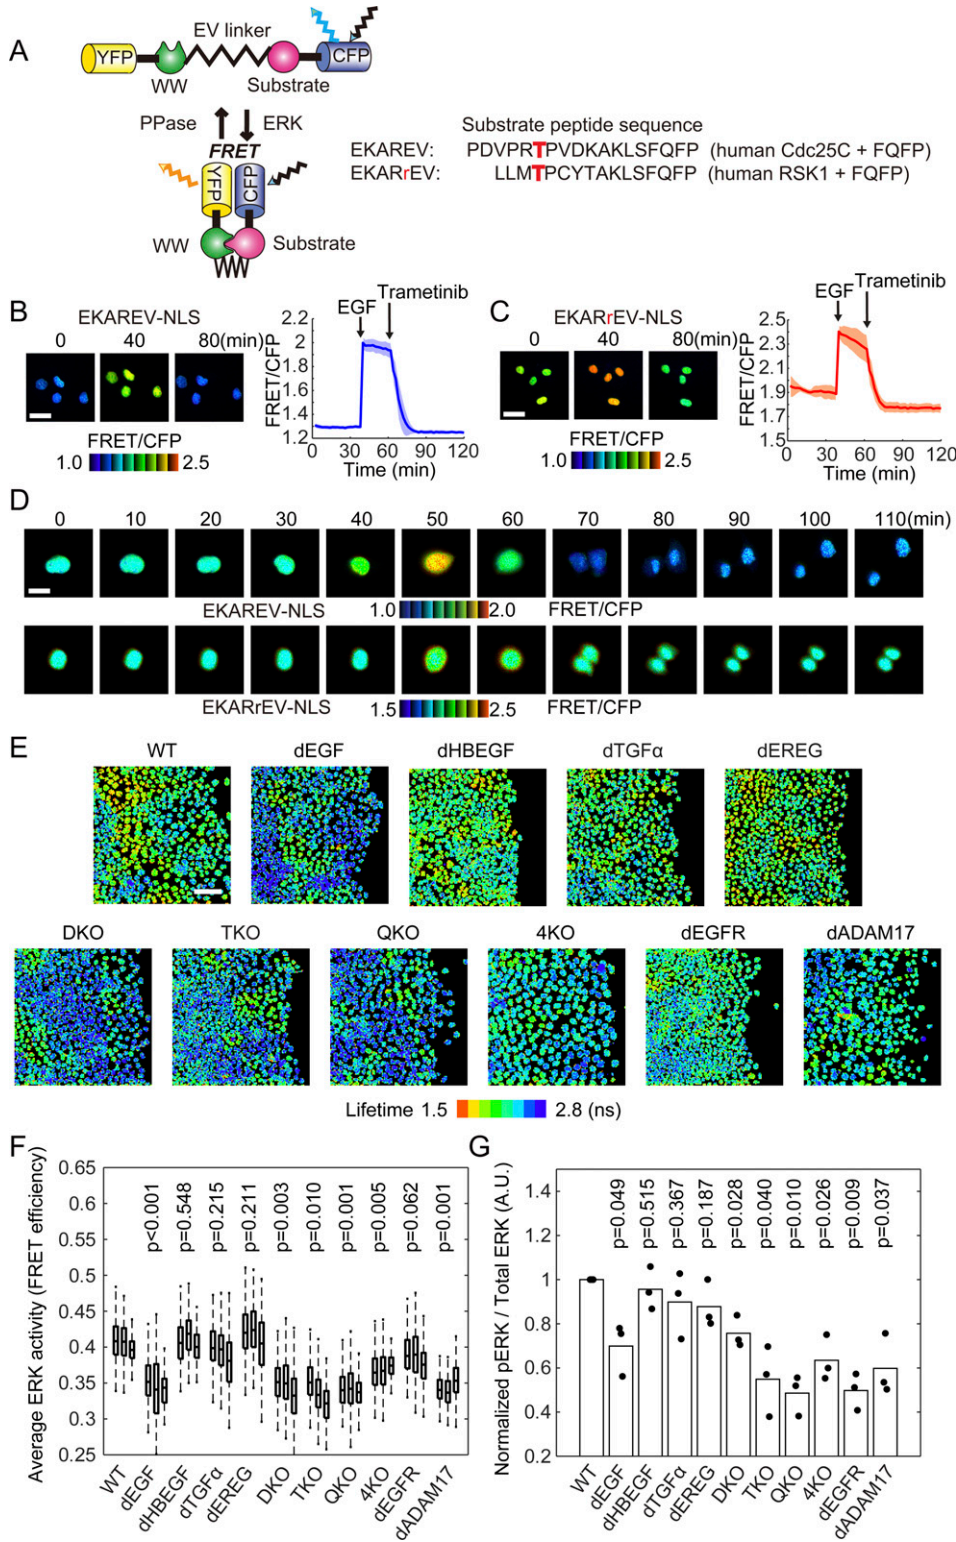 A
EV linker
YFP
CFP
WW
Substrate
PPase
ERK
FRET
YFP
CFP
WW
Substrate
Substrate peptide sequence
EKAREV: PDVPRTPVDKAKLSFQFP (human Cdc25C + FQFP)
EKARrEV: LLMTPCYTAKLSFQFP (human RSK1 + FQFP)
B
EKAREV-NLS
0 40 80(min)
FRET/CFP
1.0 2.5
EGF
Trametinib
FRET/CFP
2.2
2
1.8
1.6
1.4
1.2
0 30 60 90 120
Time (min)
C
EKARrEV-NLS
0 40 80(min)
FRET/CFP
1.0 2.5
EGF
Trametinib
FRET/CFP
2.5
2.3
2.1
1.9
1.7
1.5
0 30 60 90 120
Time (min)
D
0 10 20 30 40 50 60 70 80 90 100 110(min)
EKAREV-NLS 1.0 2.0 FRET/CFP
EKARrEV-NLS 1.5 2.5 FRET/CFP
E
WT dEGF dHBEGF dTGFα dEREG
DKO TKO QKO 4KO dEGFR dADAM17
Lifetime 1.5 2.8 (ns)
F
Average ERK activity (FRET efficiency)
0.65
0.6
0.55
0.5
0.45
0.4
0.35
0.3
0.25
p<0.001
p=0.548
p=0.215
p=0.211
p=0.003
p=0.010
p=0.001
p=0.005
p=0.062
p=0.001
WT
dEGF
dHBEGF
dTGFα
dEREG
DKO
TKO
QKO
4KO
dEGFR
dADAM17
G
Normalized pERK / Total ERK (A.U.)
1.4
1.2
1
0.8
0.6
0.4
0.2
p=0.049
p=0.515
p=0.367
p=0.187
p=0.028
p=0.040
p=0.010
p=0.026
p=0.009
p=0.037
WT
dEGF
dHBEGF
dTGFα
dEREG
DKO
TKO
QKO
4KO
dEGFR
dADAM17